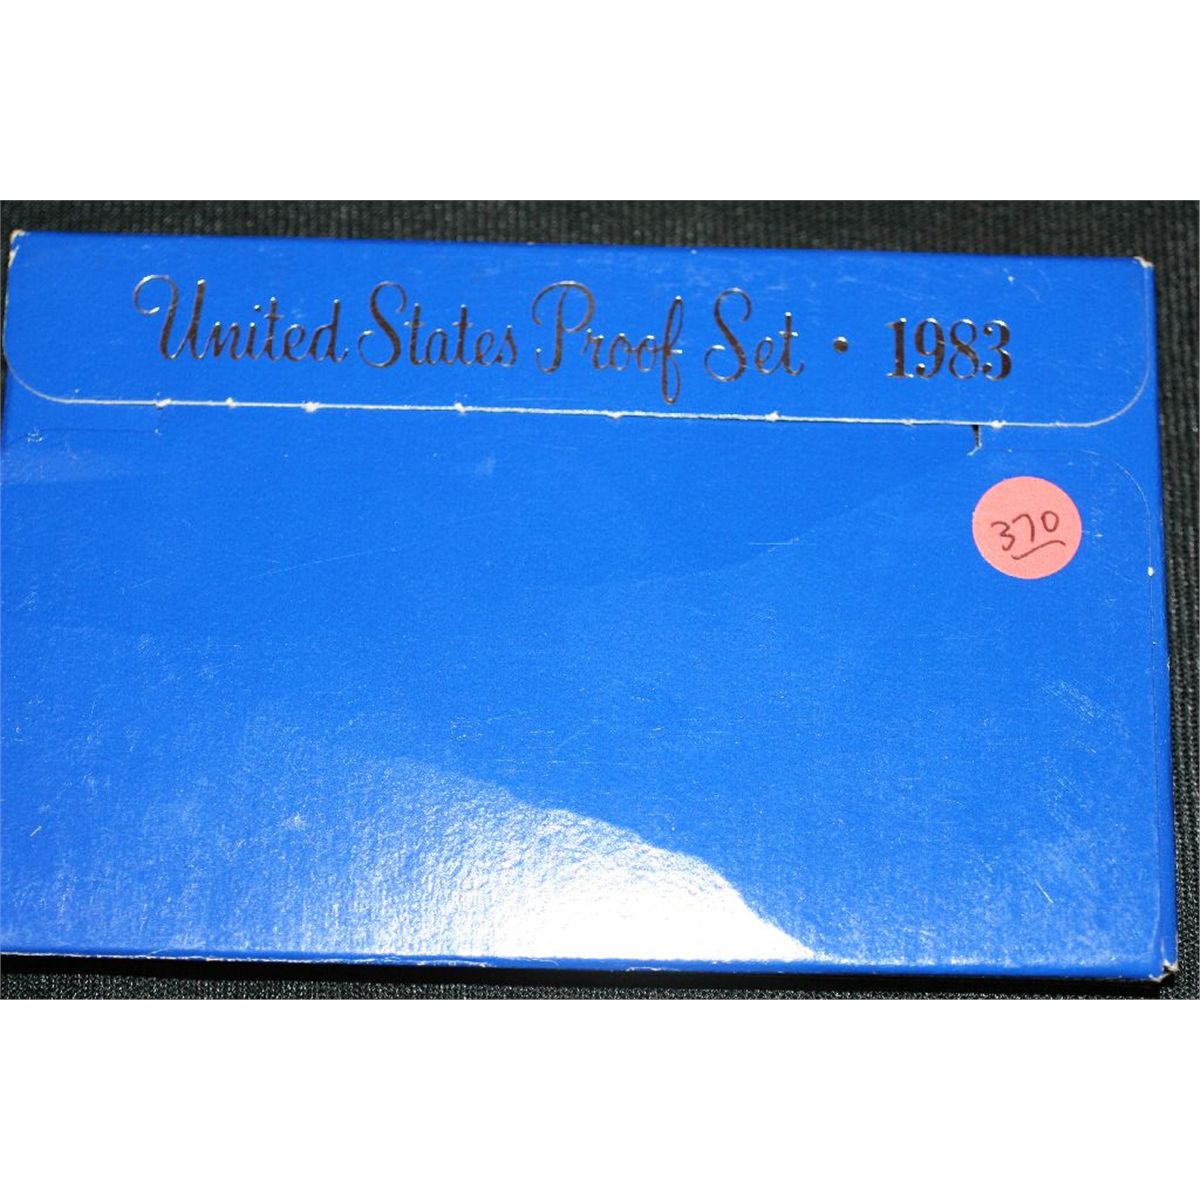 United States Proof Set • 1983
370